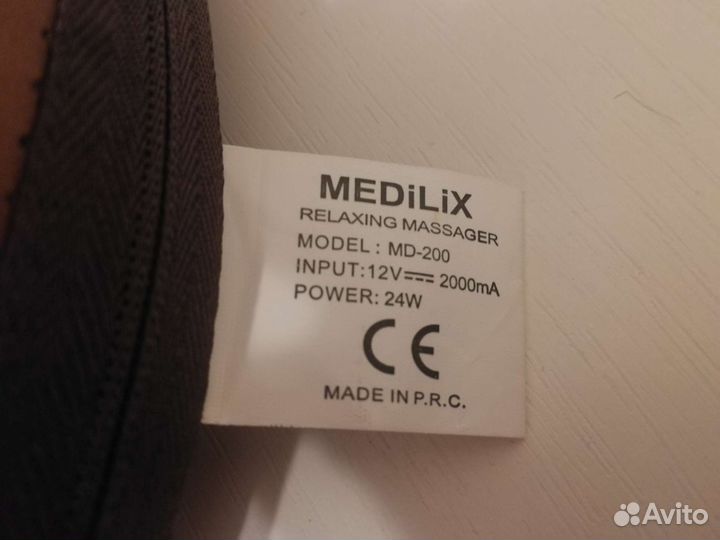 MEDiLiX
RELAXING MASSAGER
MODEL : MD-200
INPUT:12V⎓ 2000mA
POWER: 24W
CE
MADE IN P.R.C.
Avito